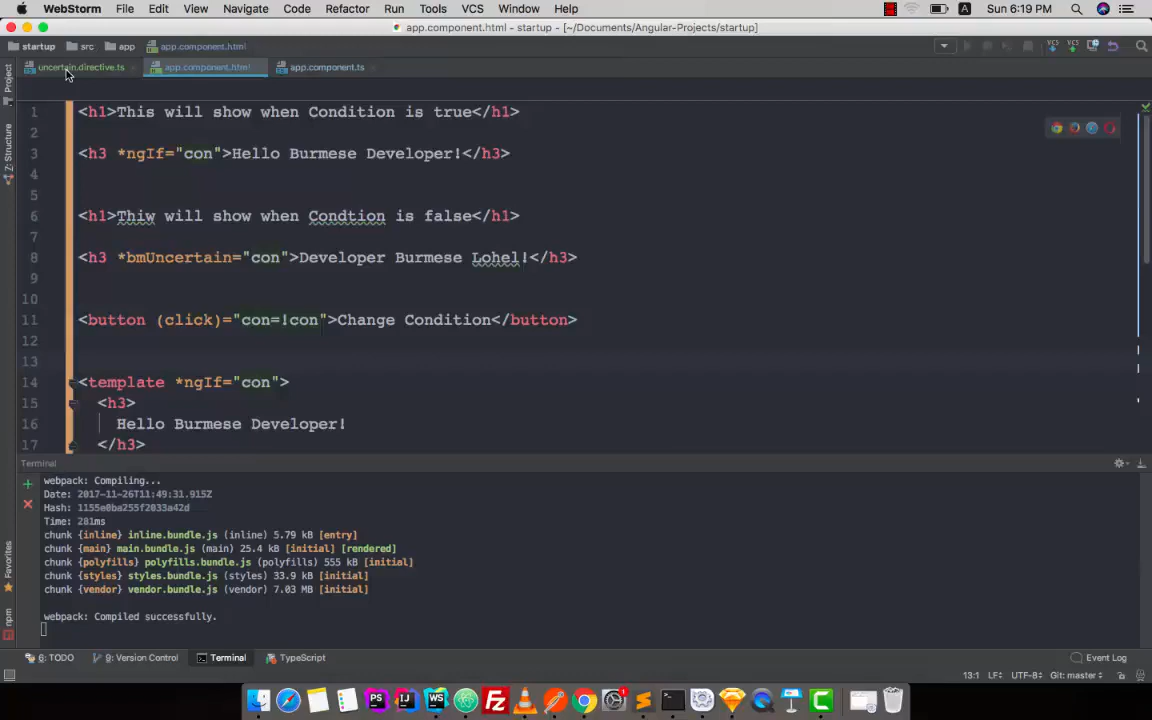 WebStorm File Edit View Navigate Code Refactor Run Tools VCS Window Help A Sun 6:19 PM
app.component.html - startup - [~/Documents/Angular-Projects/startup]
startup src app app.component.html
uncertain.directive.ts app.component.html app.component.ts
Project
Z: Structure
Favorites
npm
1 <h1>This will show when Condition is true</h1>
2
3 <h3 *ngIf="con">Hello Burmese Developer!</h3>
4
5
6 <h1>Thiw will show when Condtion is false</h1>
7
8 <h3 *bmUncertain="con">Developer Burmese Lohel!</h3>
9
10
11 <button (click)="con=!con">Change Condition</button>
12
13
14 <template *ngIf="con">
15 <h3>
16 Hello Burmese Developer!
17 </h3>
Terminal
webpack: Compiling...
Date: 2017-11-26T11:49:31.915Z
Hash: 1155e0ba255f2033a42d
Time: 281ms
chunk {inline} inline.bundle.js (inline) 5.79 kB [entry]
chunk {main} main.bundle.js (main) 25.4 kB [initial] [rendered]
chunk {polyfills} polyfills.bundle.js (polyfills) 555 kB [initial]
chunk {styles} styles.bundle.js (styles) 33.9 kB [initial]
chunk {vendor} vendor.bundle.js (vendor) 7.03 MB [initial]
webpack: Compiled successfully.
6: TODO 9: Version Control Terminal TypeScript Event Log
13:1 LF÷ UTF-8÷ Git: master÷
PS IJ WS FZ 1 C